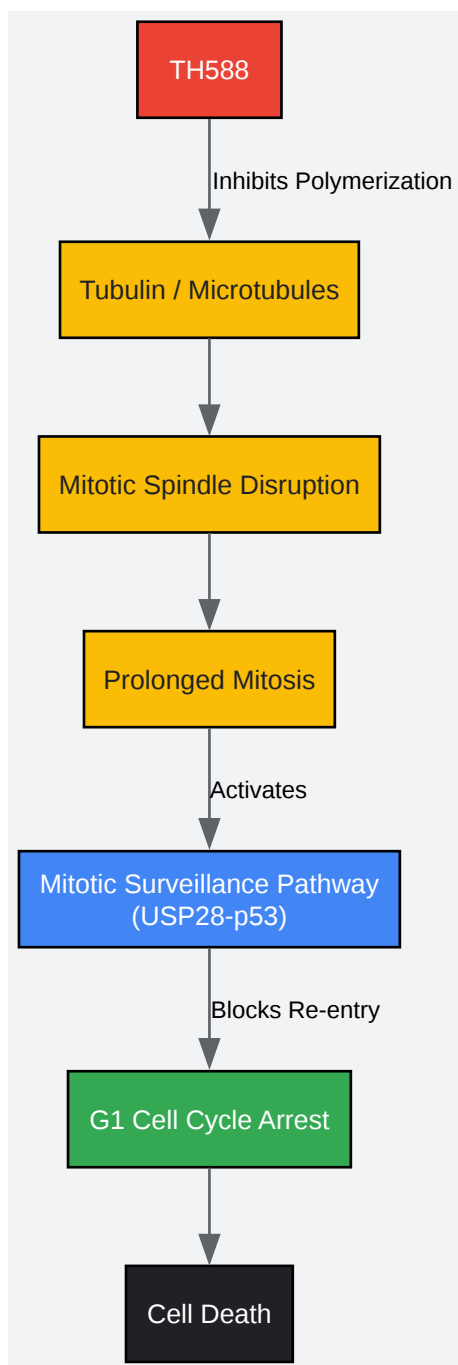 TH588
Inhibits Polymerization
Tubulin / Microtubules
Mitotic Spindle Disruption
Prolonged Mitosis
Activates
Mitotic Surveillance Pathway
(USP28-p53)
Blocks Re-entry
G1 Cell Cycle Arrest
Cell Death